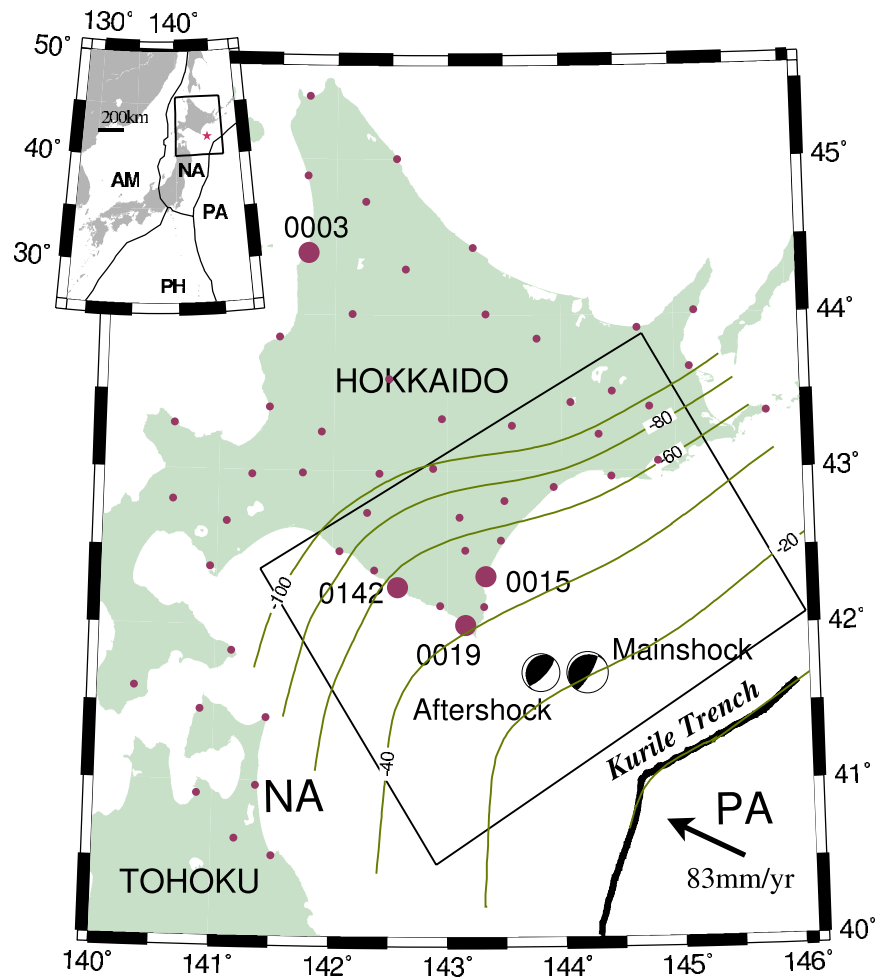 130° 140°
50°
200km
40°
45°
AM
NA
PA
0003
30°
PH
44°
HOKKAIDO
-80
-60
43°
-20
-100
0142
0015
42°
0019
Mainshock
Aftershock
Kurile Trench
-40
41°
NA
PA
TOHOKU
83mm/yr
40°
140° 141° 142° 143° 144° 145° 146°